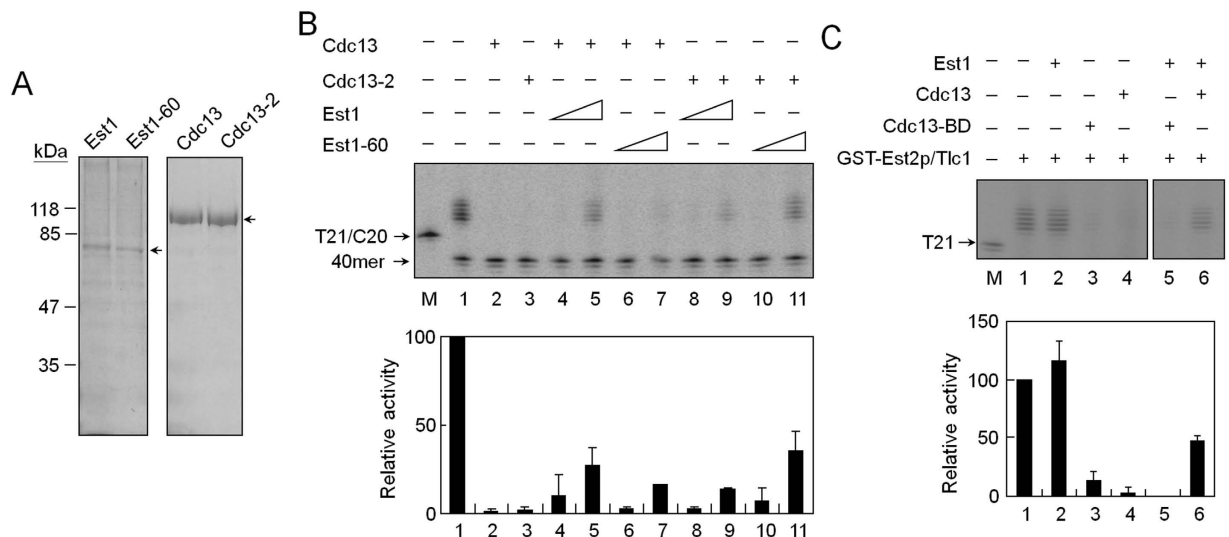 A
Est1 Est1-60 Cdc13 Cdc13-2
kDa
118
85
47
35
B
Cdc13 – – + – + + + + – – – –
Cdc13-2 – – – + – – – – + + + +
Est1
Est1-60
T21/C20
40mer
M 1 2 3 4 5 6 7 8 9 10 11
Relative activity
100
50
0
1 2 3 4 5 6 7 8 9 10 11
C
Est1 – – + – – + +
Cdc13 – – – – + – +
Cdc13-BD – – – + – + –
GST-Est2p/Tlc1 – + + + + + +
T21
M 1 2 3 4 5 6
Relative activity
150
100
50
0
1 2 3 4 5 6